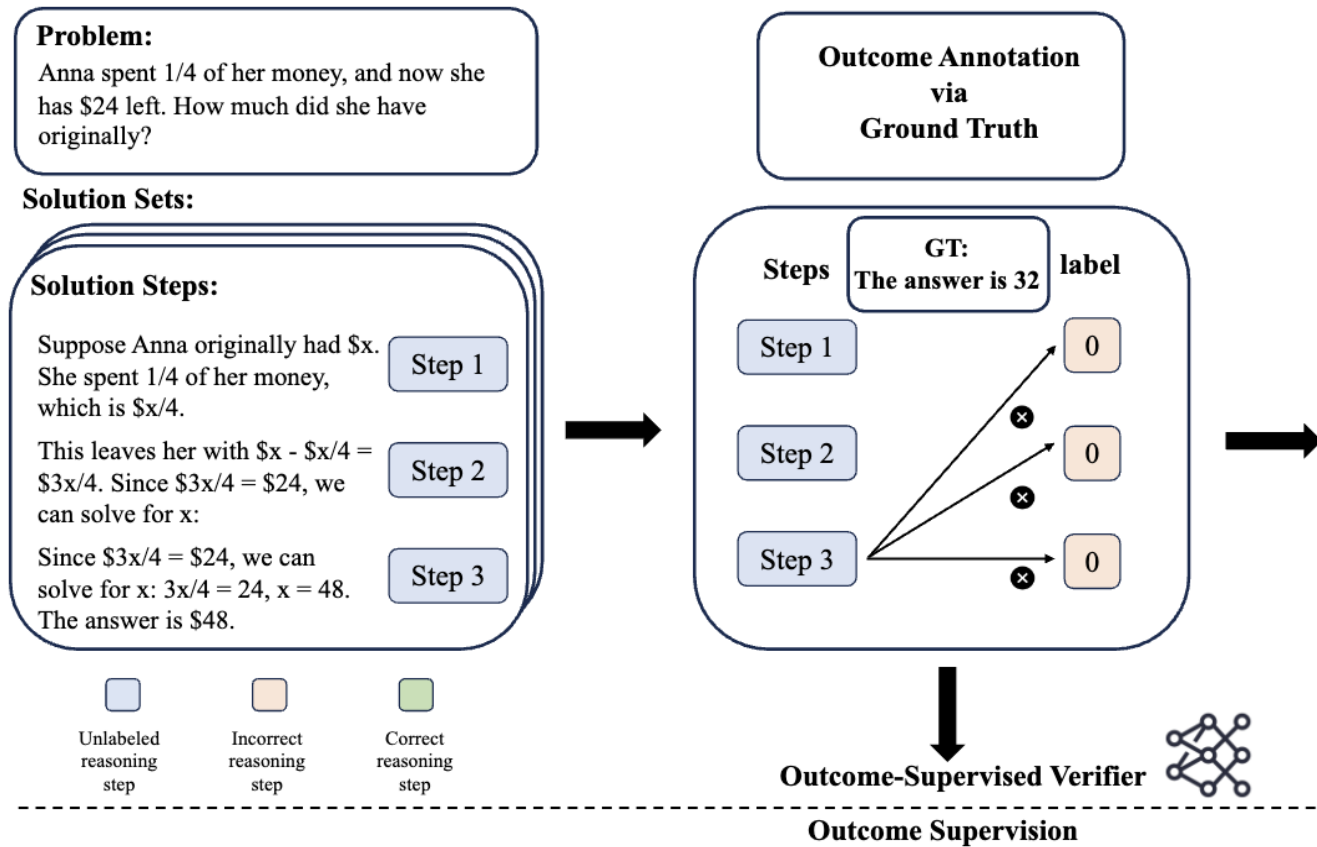 Problem:
Anna spent 1/4 of her money, and now she
has $24 left. How much did she have
originally?
Solution Sets:
Solution Steps:
Suppose Anna originally had $x.
She spent 1/4 of her money,
which is $x/4.
Step 1
This leaves her with $x - $x/4 =
$3x/4. Since $3x/4 = $24, we
can solve for x:
Step 2
Since $3x/4 = $24, we can
solve for x: 3x/4 = 24, x = 48.
The answer is $48.
Step 3
Unlabeled
reasoning
step
Incorrect
reasoning
step
Correct
reasoning
step
Outcome Annotation
via
Ground Truth
Steps
GT:
The answer is 32
label
Step 1
0
Step 2
0
Step 3
0
Outcome-Supervised Verifier
Outcome Supervision